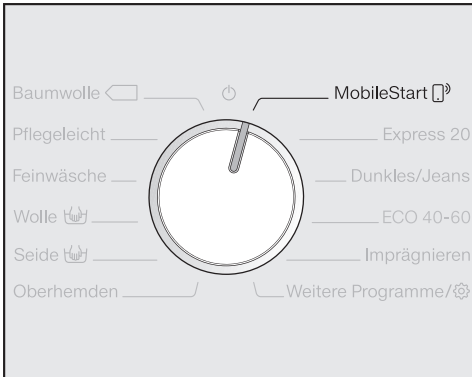 Baumwolle
MobileStart
Pflegeleicht
Express 20
Feinwäsche
Dunkles/Jeans
Wolle
ECO 40-60
Seide
Imprägnieren
Oberhemden
Weitere Programme/